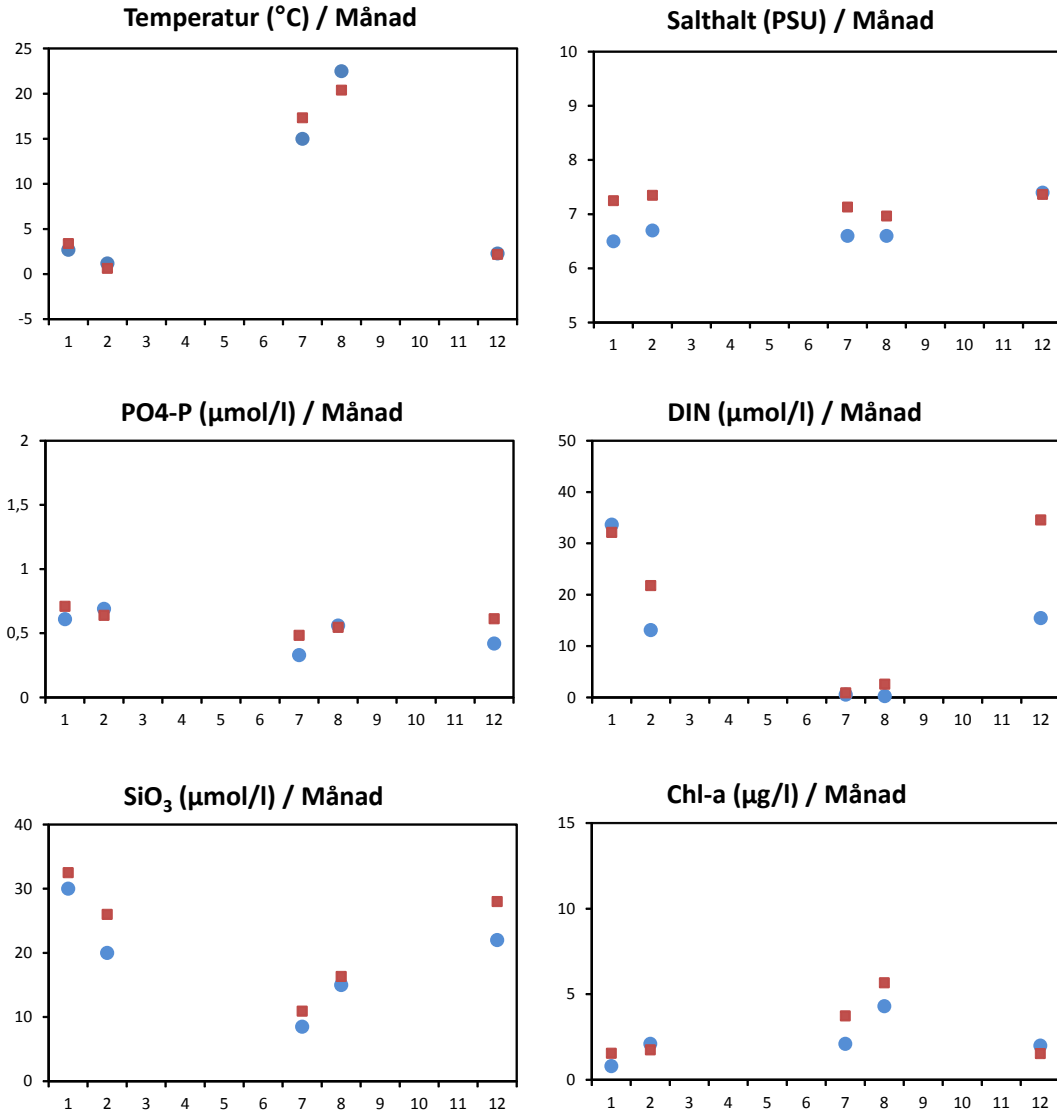 Temperatur (°C) / Månad
25
20
15
10
5
0
-5
1 2 3 4 5 6 7 8 9 10 11 12
Salthalt (PSU) / Månad
10
9
8
7
6
5
1 2 3 4 5 6 7 8 9 10 11 12
PO4-P (µmol/l) / Månad
2
1,5
1
0,5
0
1 2 3 4 5 6 7 8 9 10 11 12
DIN (µmol/l) / Månad
50
40
30
20
10
0
1 2 3 4 5 6 7 8 9 10 11 12
SiO₃ (µmol/l) / Månad
40
30
20
10
0
1 2 3 4 5 6 7 8 9 10 11 12
Chl-a (µg/l) / Månad
15
10
5
0
1 2 3 4 5 6 7 8 9 10 11 12